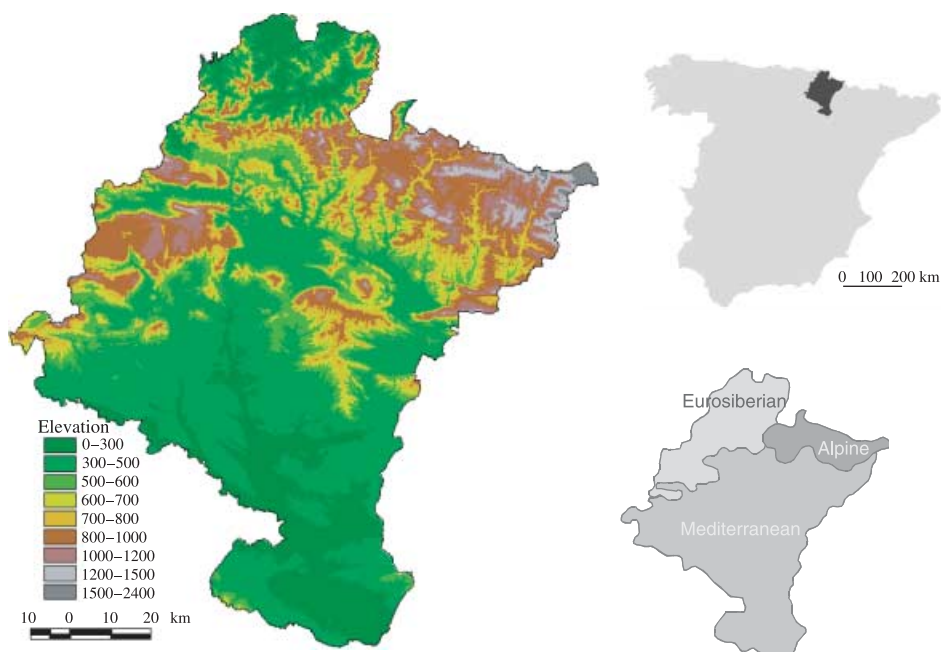 Elevation
0–300
300–500
500–600
600–700
700–800
800–1000
1000–1200
1200–1500
1500–2400
10 0 10 20 km
0 100 200 km
Eurosiberian
Alpine
Mediterranean